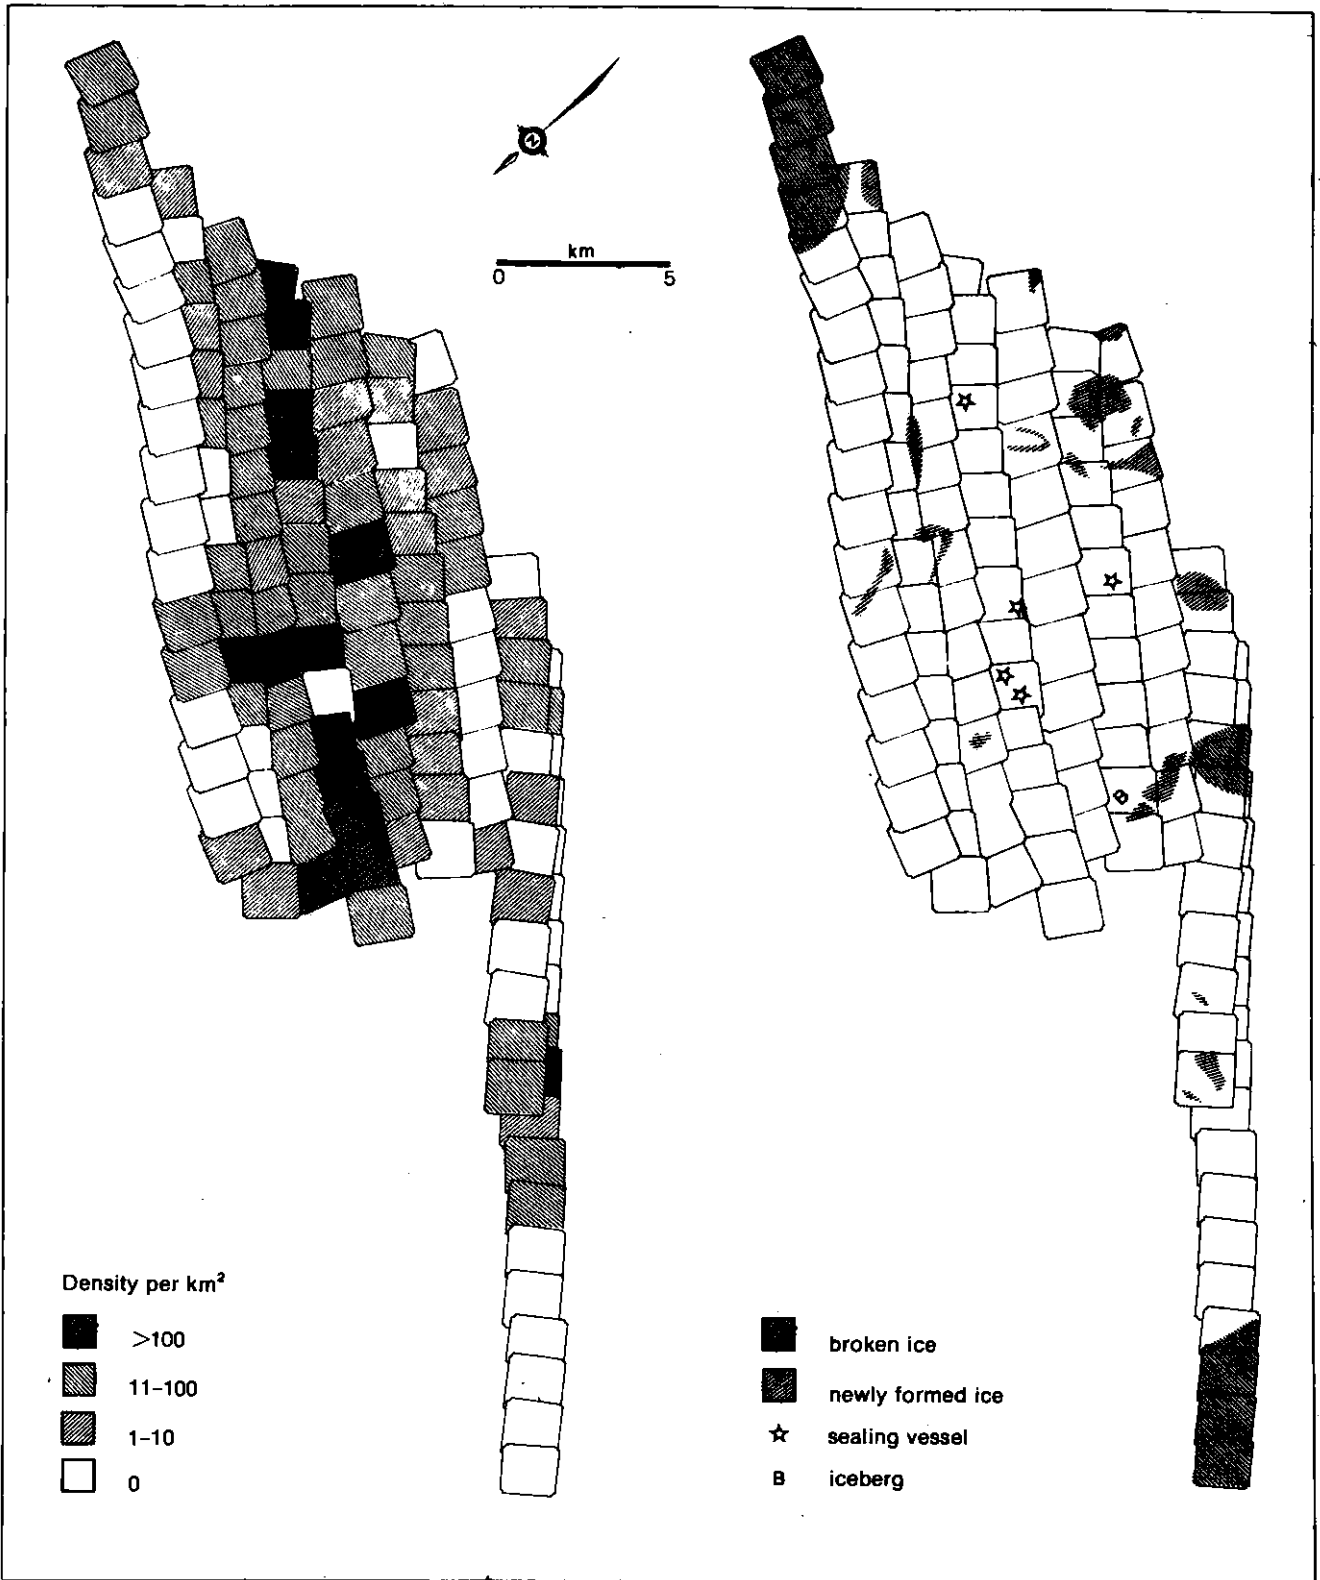 N
km
0 5
B
Density per km²
>100
11–100
1–10
0
broken ice
newly formed ice
sealing vessel
B iceberg